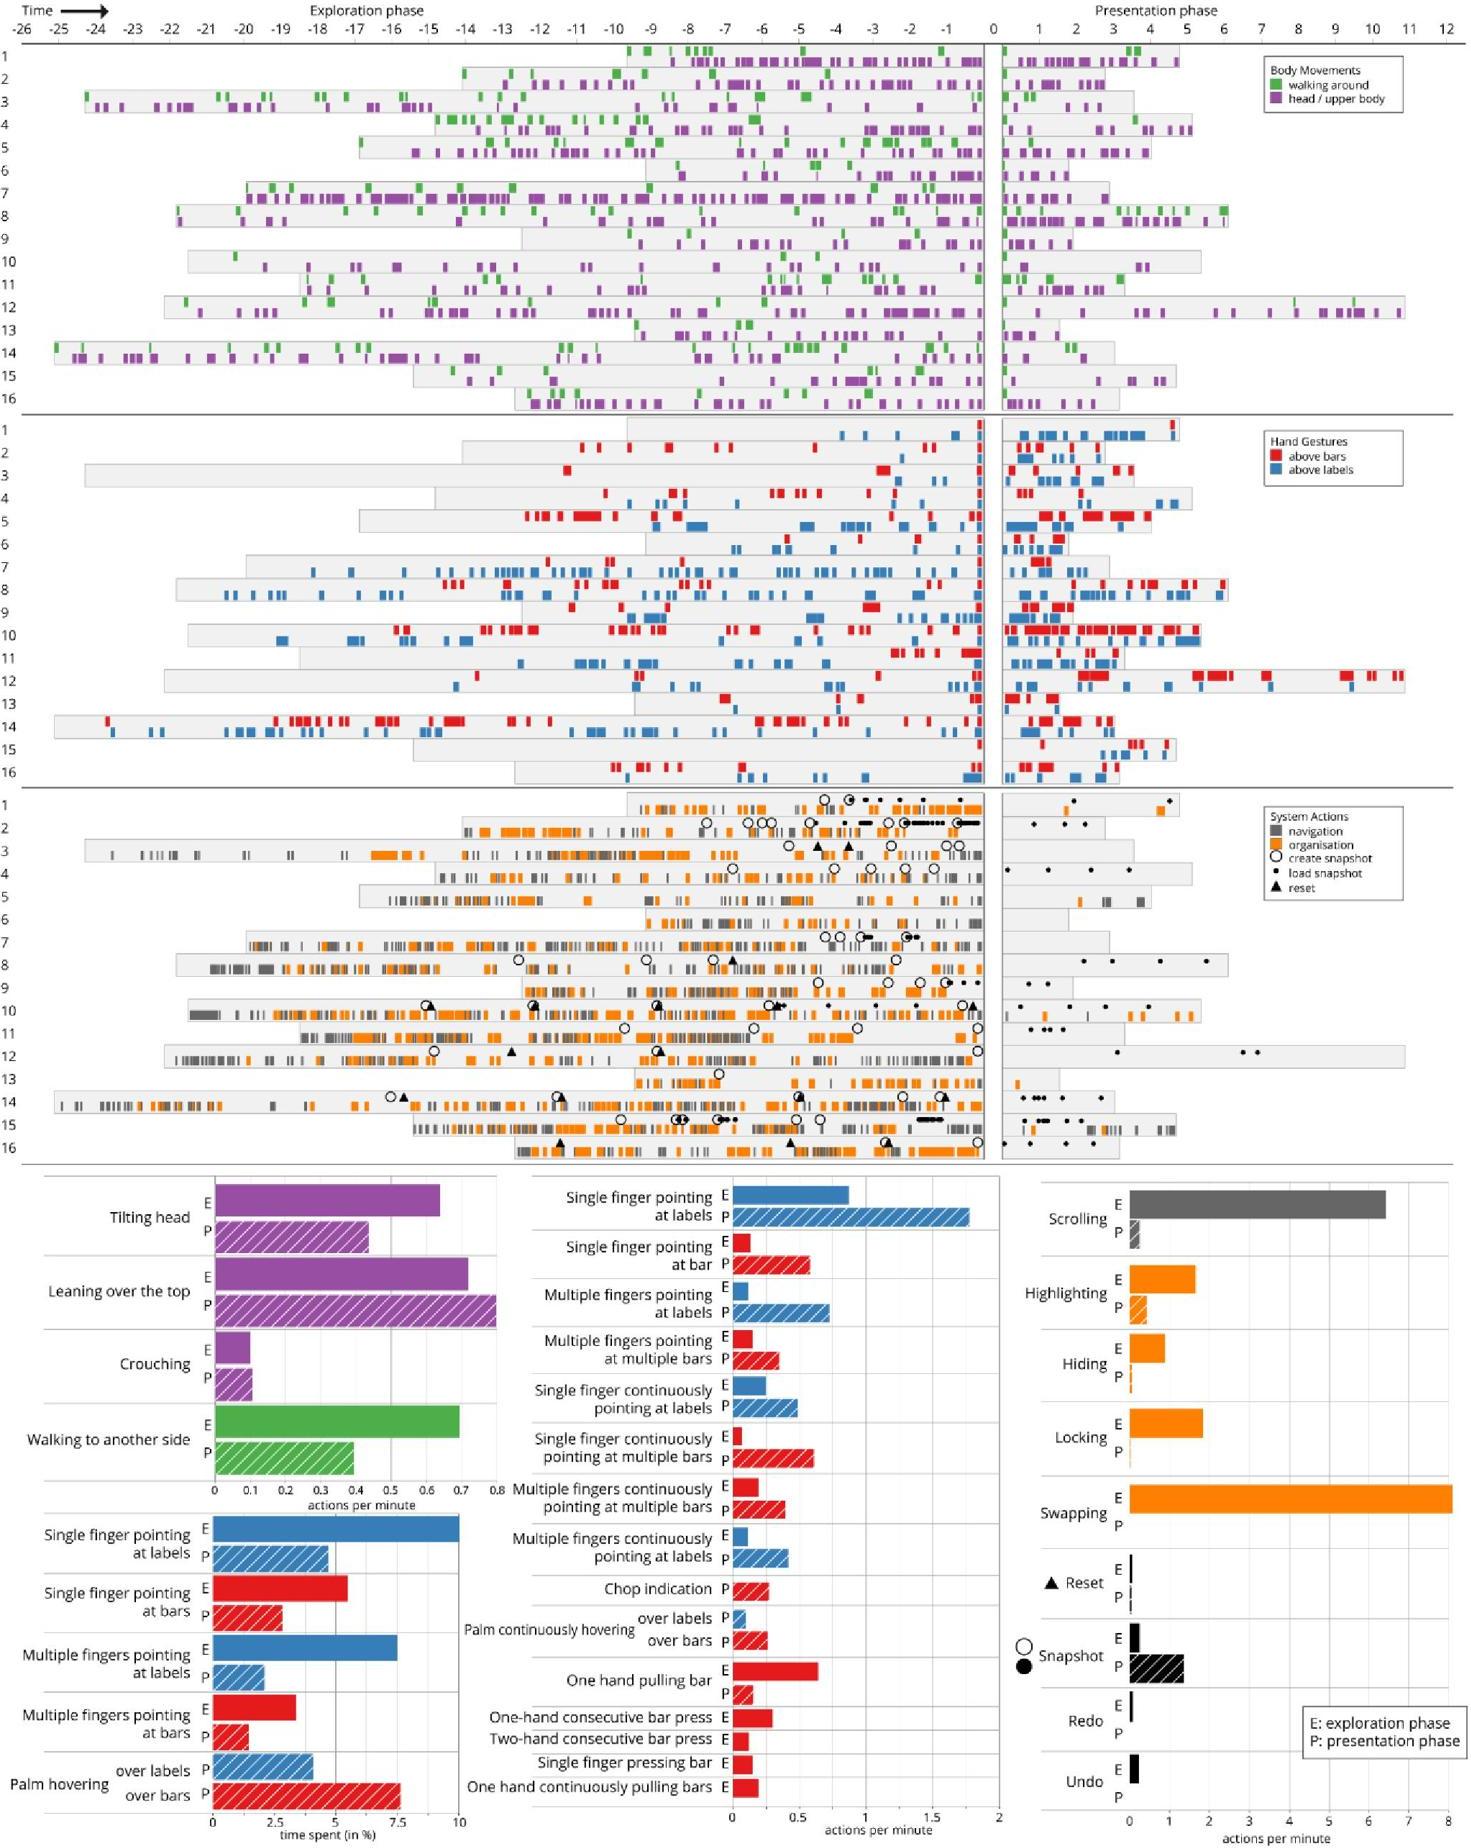 Time Exploration phase Presentation phase
-26 -25 -24 -23 -22 -21 -20 -19 -18 -17 -16 -15 -14 -13 -12 -11 -10 -9 -8 -7 -6 -5 -4 -3 -2 -1 0 1 2 3 4 5 6 7 8 9 10 11 12
1
2
3
4
5
6
7
8
9
10
11
12
13
14
15
16
Body Movements
walking around
head / upper body
1
2
3
4
5
6
7
8
9
10
11
12
13
14
15
16
Hand Gestures
above bars
above labels
1
2
3
4
5
6
7
8
9
10
11
12
13
14
15
16
System Actions
navigation
organisation
create snapshot
load snapshot
reset
Tilting head E P
Leaning over the top E P
Crouching E P
Walking to another side E P
0 0.1 0.2 0.3 0.4 0.5 0.6 0.7 0.8
actions per minute
Single finger pointing
at labels E P
Single finger pointing
at bars E P
Multiple fingers pointing
at labels E P
Multiple fingers pointing
at bars E P
Palm hovering
over labels P
over bars P
0 2.5 5 7.5 10
time spent (in %)
Single finger pointing
at labels E P
Single finger pointing
at bar E P
Multiple fingers pointing
at labels E P
Multiple fingers pointing
at multiple bars E P
Single finger continuously
pointing at labels E P
Single finger continuously
pointing at multiple bars E P
Multiple fingers continuously
pointing at multiple bars E P
Multiple fingers continuously
pointing at labels E P
Chop indication P
Palm continuously hovering
over labels P
over bars P
One hand pulling bar E P
One-hand consecutive bar press E
Two-hand consecutive bar press E
Single finger pressing bar E
One hand continuously pulling bars E
0 0.5 1 1.5 2
actions per minute
Scrolling E P
Highlighting E P
Hiding E P
Locking E P
Swapping E P
Reset E P
Snapshot E P
Redo E P
Undo E P
0 1 2 3 4 5 6 7 8
actions per minute
E: exploration phase
P: presentation phase